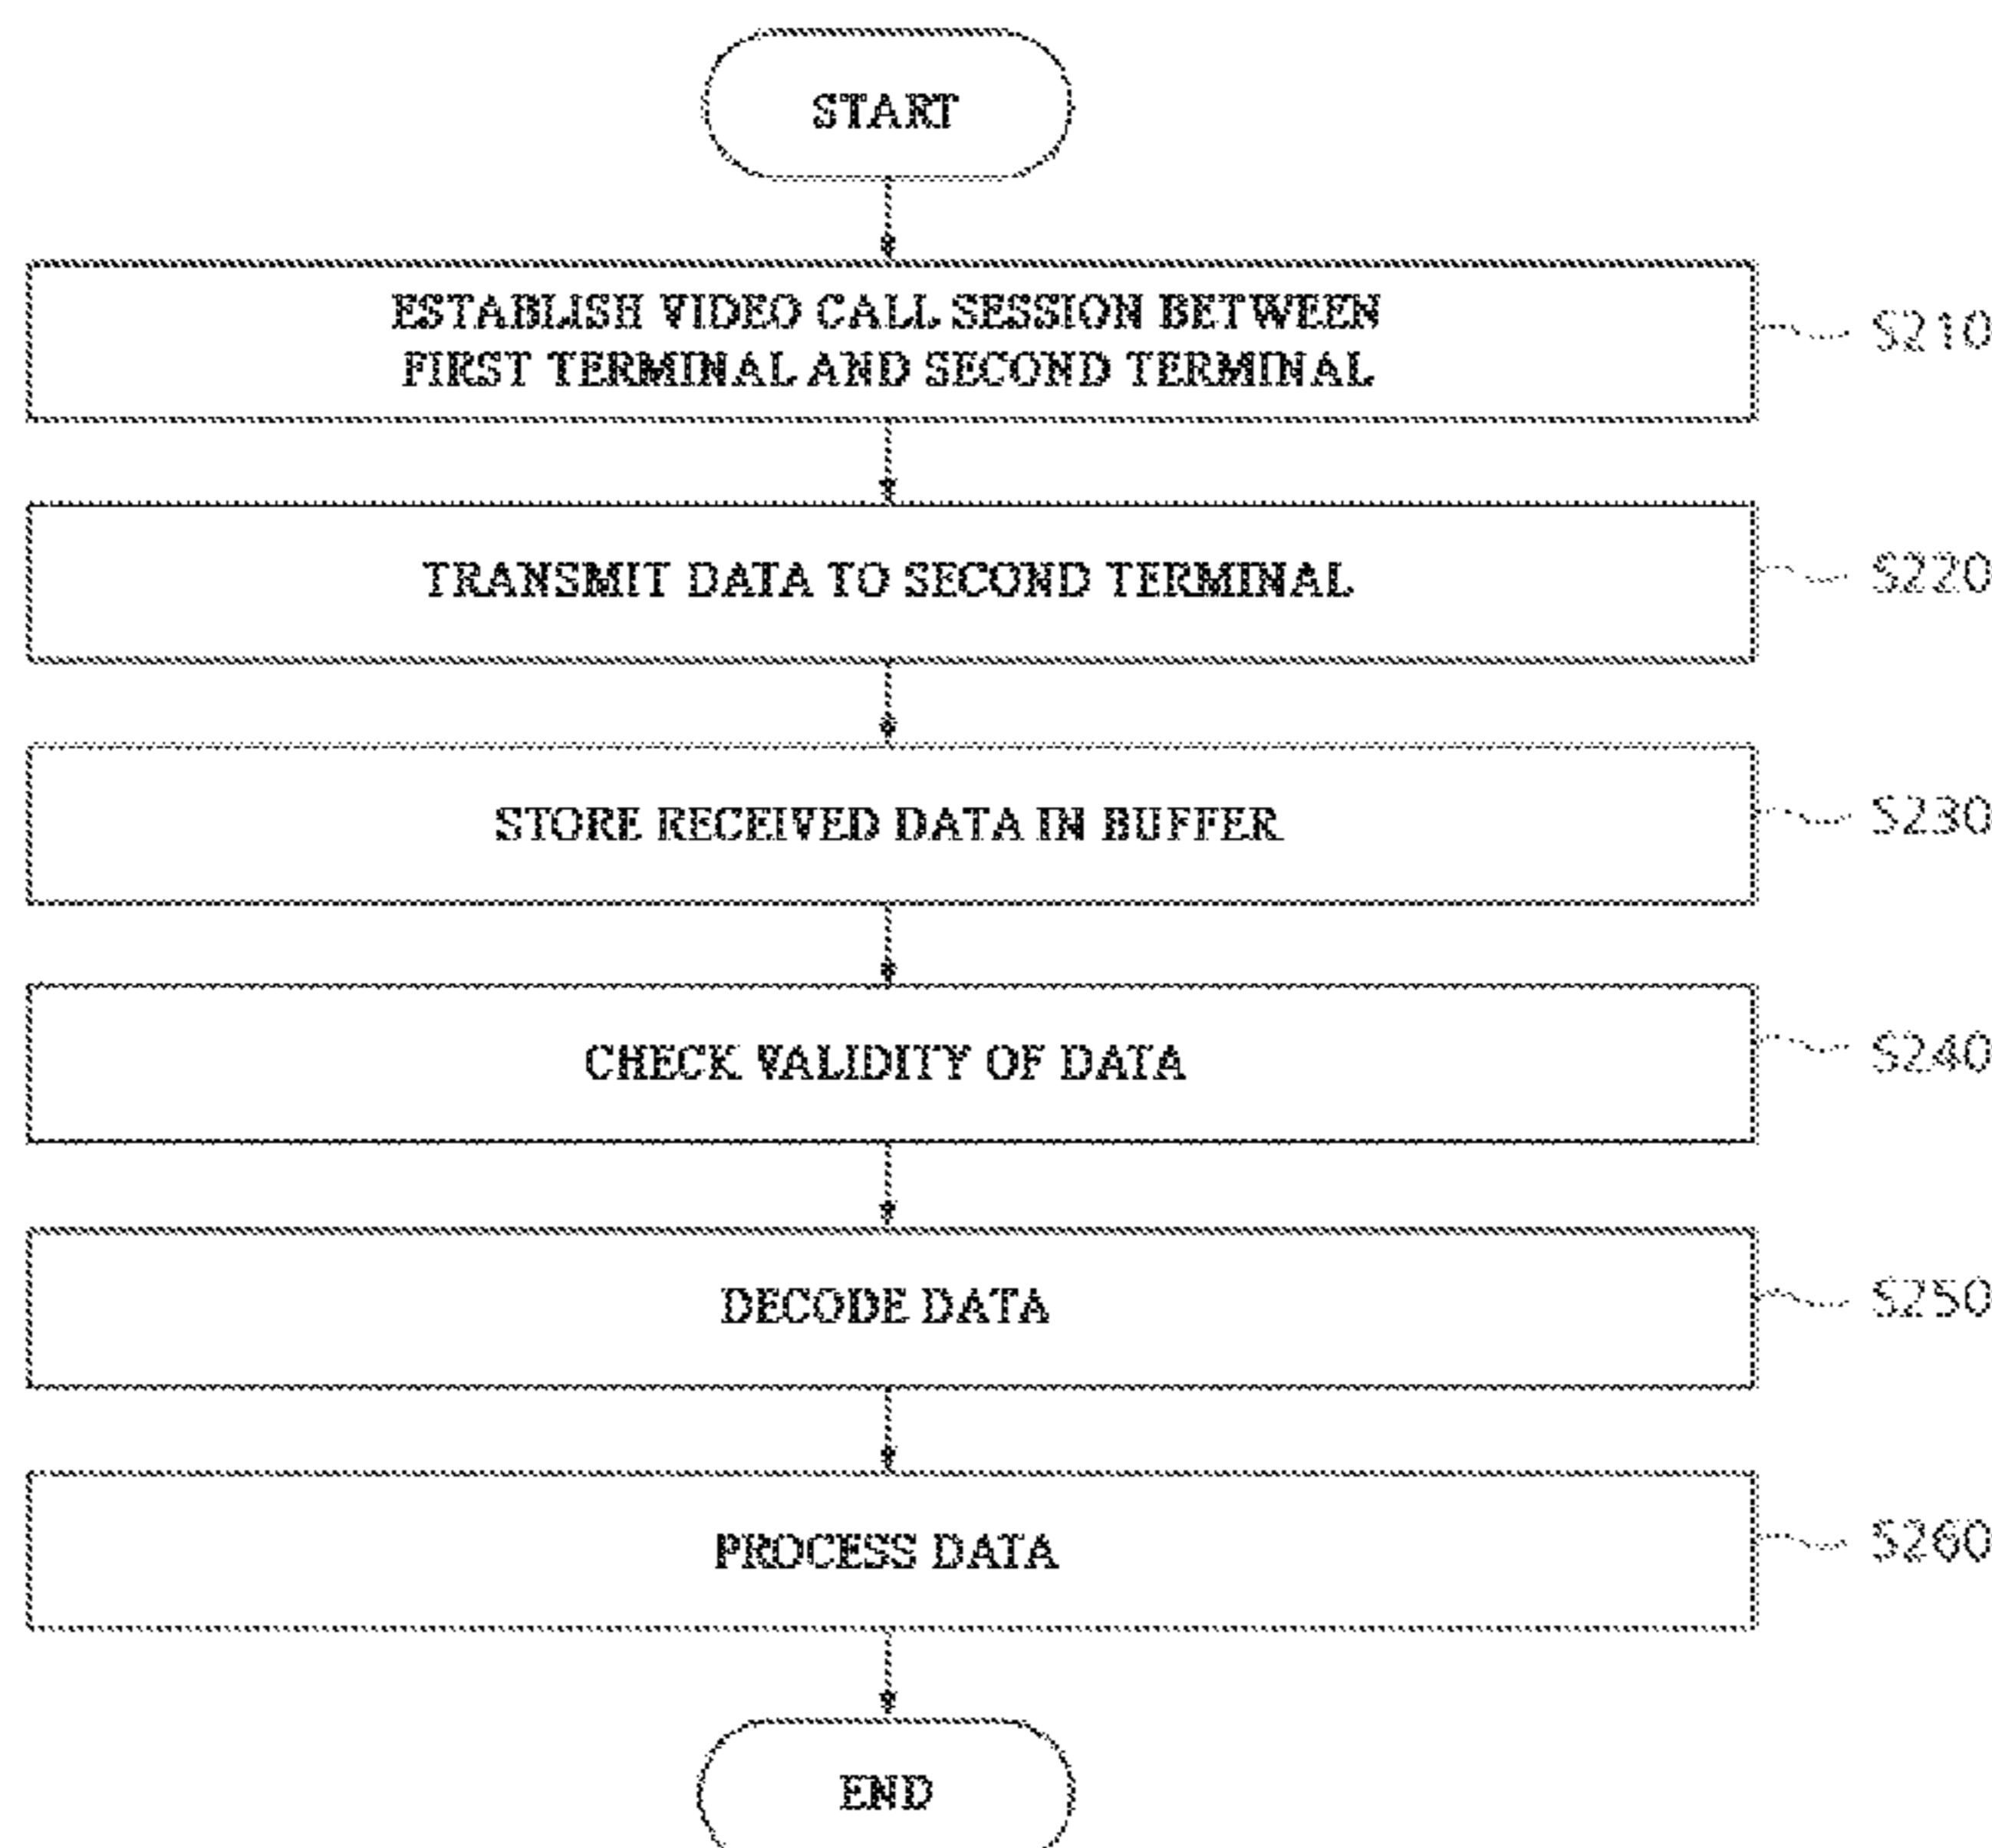 START
ESTABLISH VIDEO CALL SESSION BETWEEN
FIRST TERMINAL AND SECOND TERMINAL
S210
TRANSMIT DATA TO SECOND TERMINAL
S220
STORE RECEIVED DATA IN BUFFER
S230
CHECK VALIDITY OF DATA
S240
DECODE DATA
S250
PROCESS DATA
S260
END